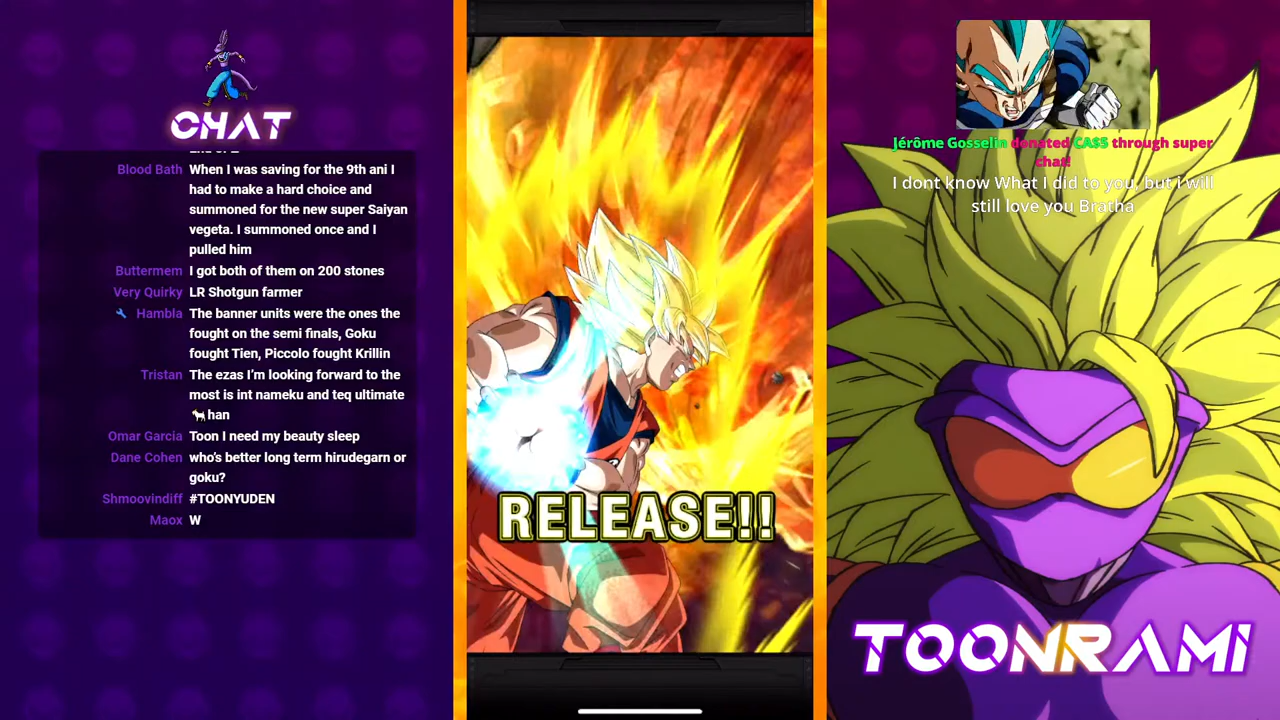 CHAT
Blood Bath When I was saving for the 9th ani I
had to make a hard choice and
summoned for the new super Saiyan
vegeta. I summoned once and I
pulled him
Buttermem I got both of them on 200 stones
Very Quirky LR Shotgun farmer
Hambla The banner units were the ones the
fought on the semi finals, Goku
fought Tien, Piccolo fought Krillin
Tristan The ezas I'm looking forward to the
most is int nameku and teq ultimate
🐐han
Omar Garcia Toon I need my beauty sleep
Dane Cohen who's better long term hirudegarn or
goku?
Shmoovindiff #TOONYUDEN
Maox W
RELEASE!!
Jérôme Gosselin donated CA$5 through super
chat!
I dont know What I did to you, but i will
still love you Bratha
TOONRAMI